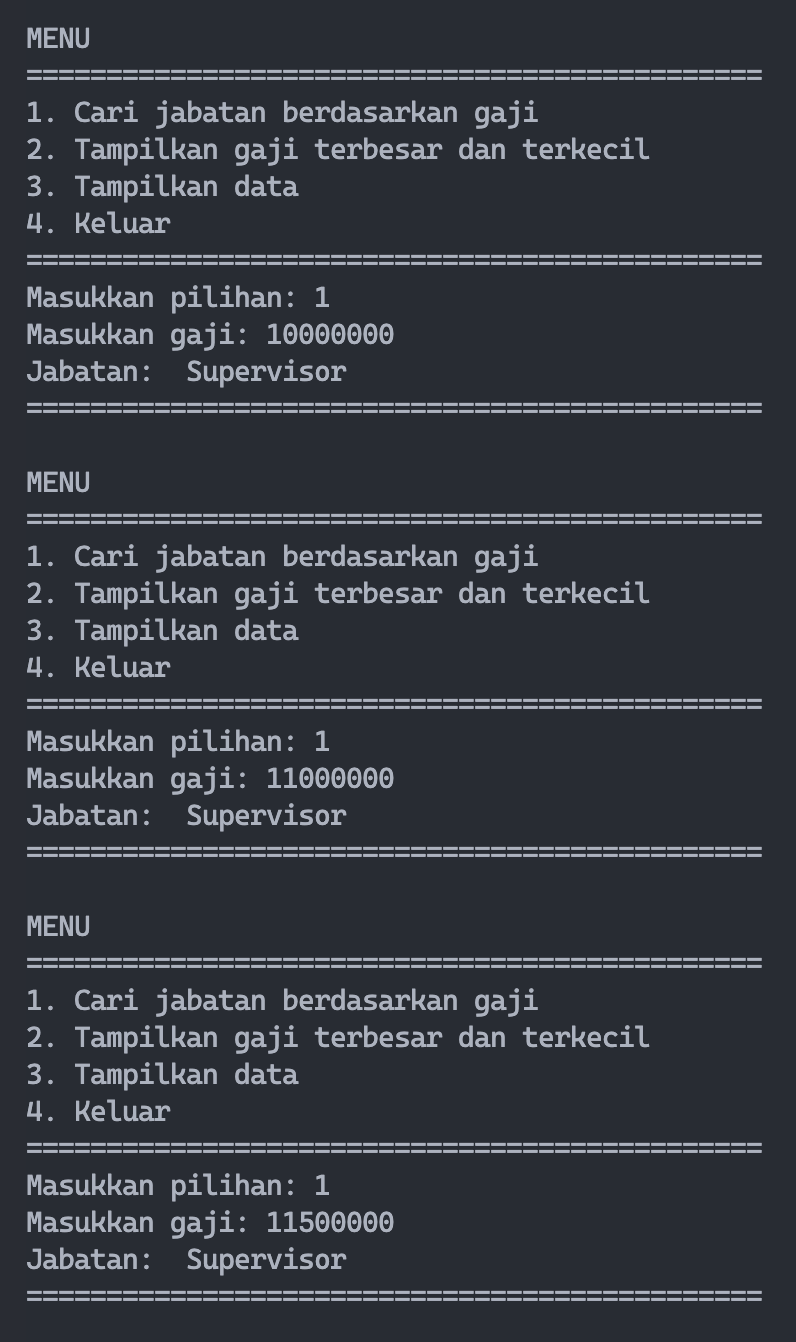 MENU
==============================================
1. Cari jabatan berdasarkan gaji
2. Tampilkan gaji terbesar dan terkecil
3. Tampilkan data
4. Keluar
==============================================
Masukkan pilihan: 1
Masukkan gaji: 10000000
Jabatan:  Supervisor
==============================================

MENU
==============================================
1. Cari jabatan berdasarkan gaji
2. Tampilkan gaji terbesar dan terkecil
3. Tampilkan data
4. Keluar
==============================================
Masukkan pilihan: 1
Masukkan gaji: 11000000
Jabatan:  Supervisor
==============================================

MENU
==============================================
1. Cari jabatan berdasarkan gaji
2. Tampilkan gaji terbesar dan terkecil
3. Tampilkan data
4. Keluar
==============================================
Masukkan pilihan: 1
Masukkan gaji: 11500000
Jabatan:  Supervisor
==============================================